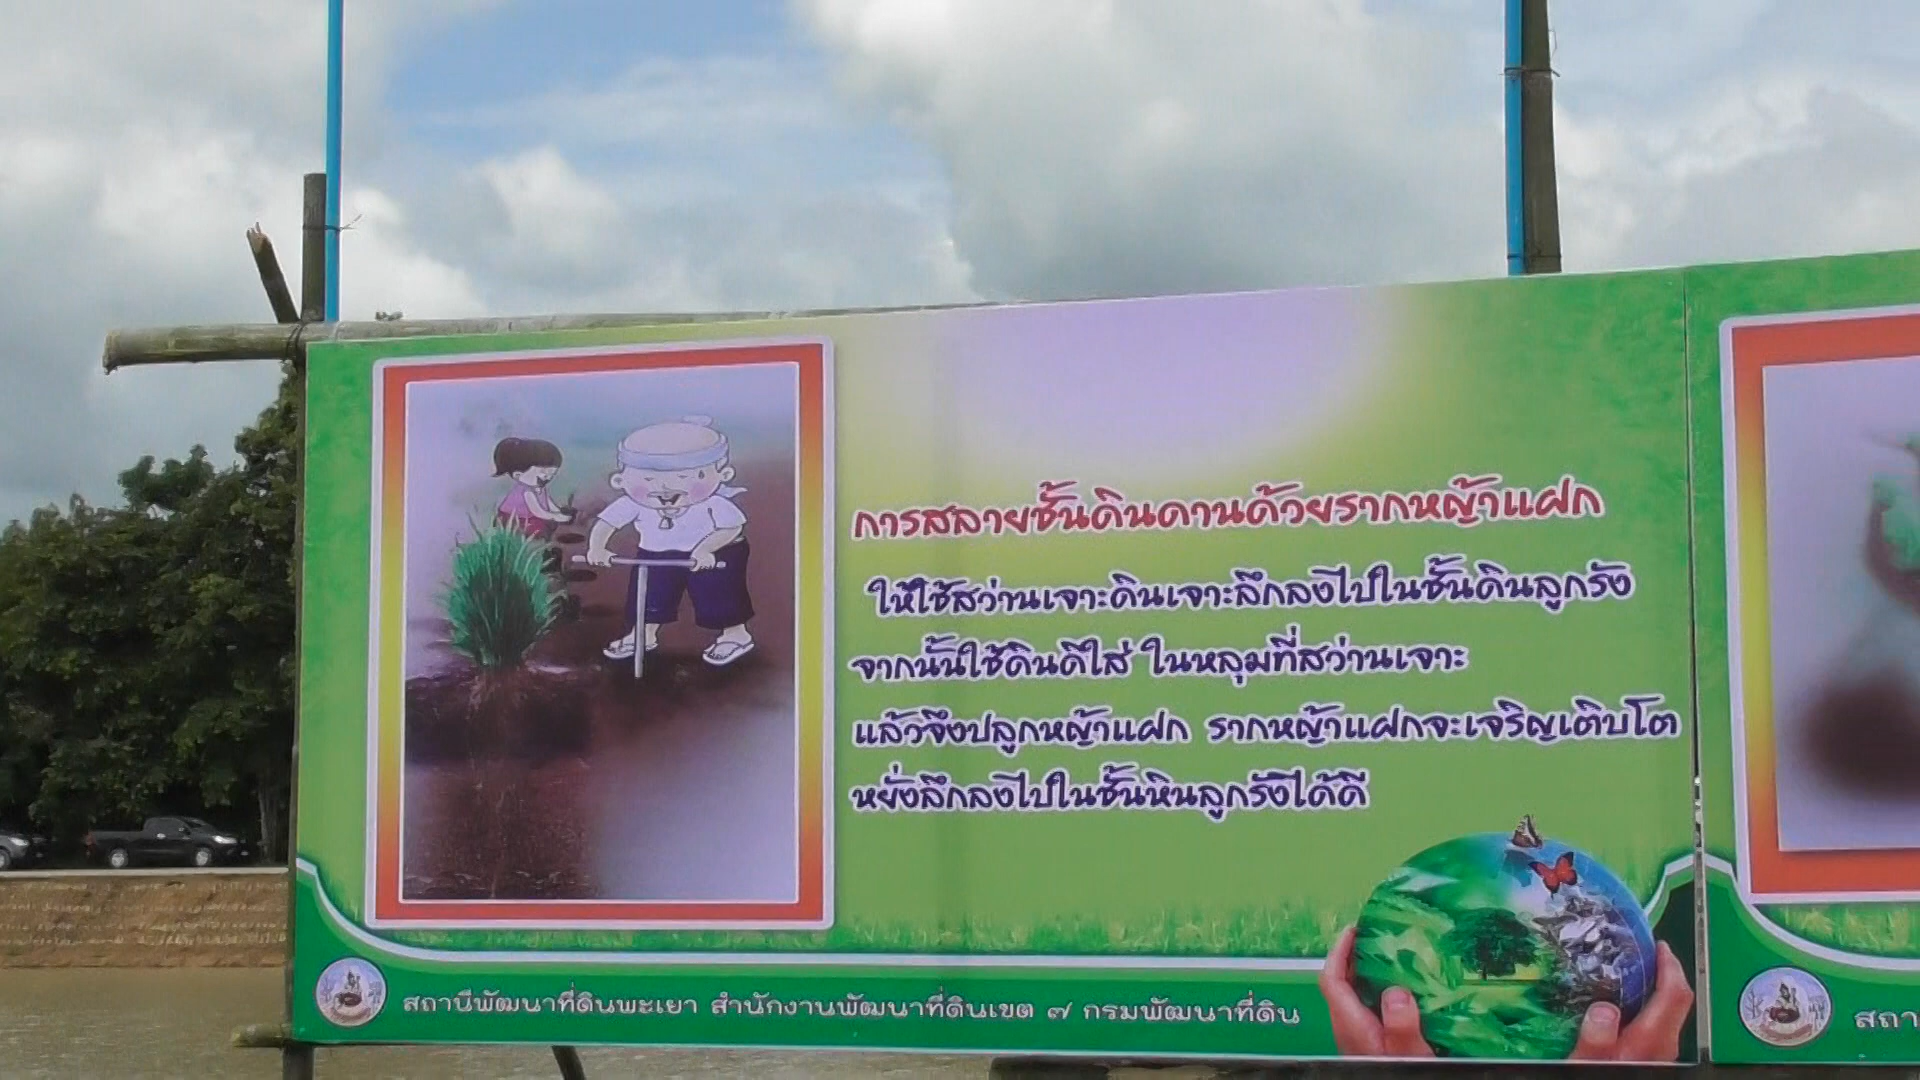 การสลายชั้นดินดานด้วยรากหญ้าแฝก
ให้ใช้สว่านเจาะดินเจาะลึกลงไปในชั้นดินลูกรัง
จากนั้นใช้ดินดีใส่ ในหลุมที่สว่านเจาะ
แล้วจึงปลูกหญ้าแฝก รากหญ้าแฝกจะเจริญเติบโต
หยั่งลึกลงไปในชั้นหินลูกรังได้ดี
สถานีพัฒนาที่ดินพะเยา สำนักงานพัฒนาที่ดินเขต ๗ กรมพัฒนาที่ดิน
สถา